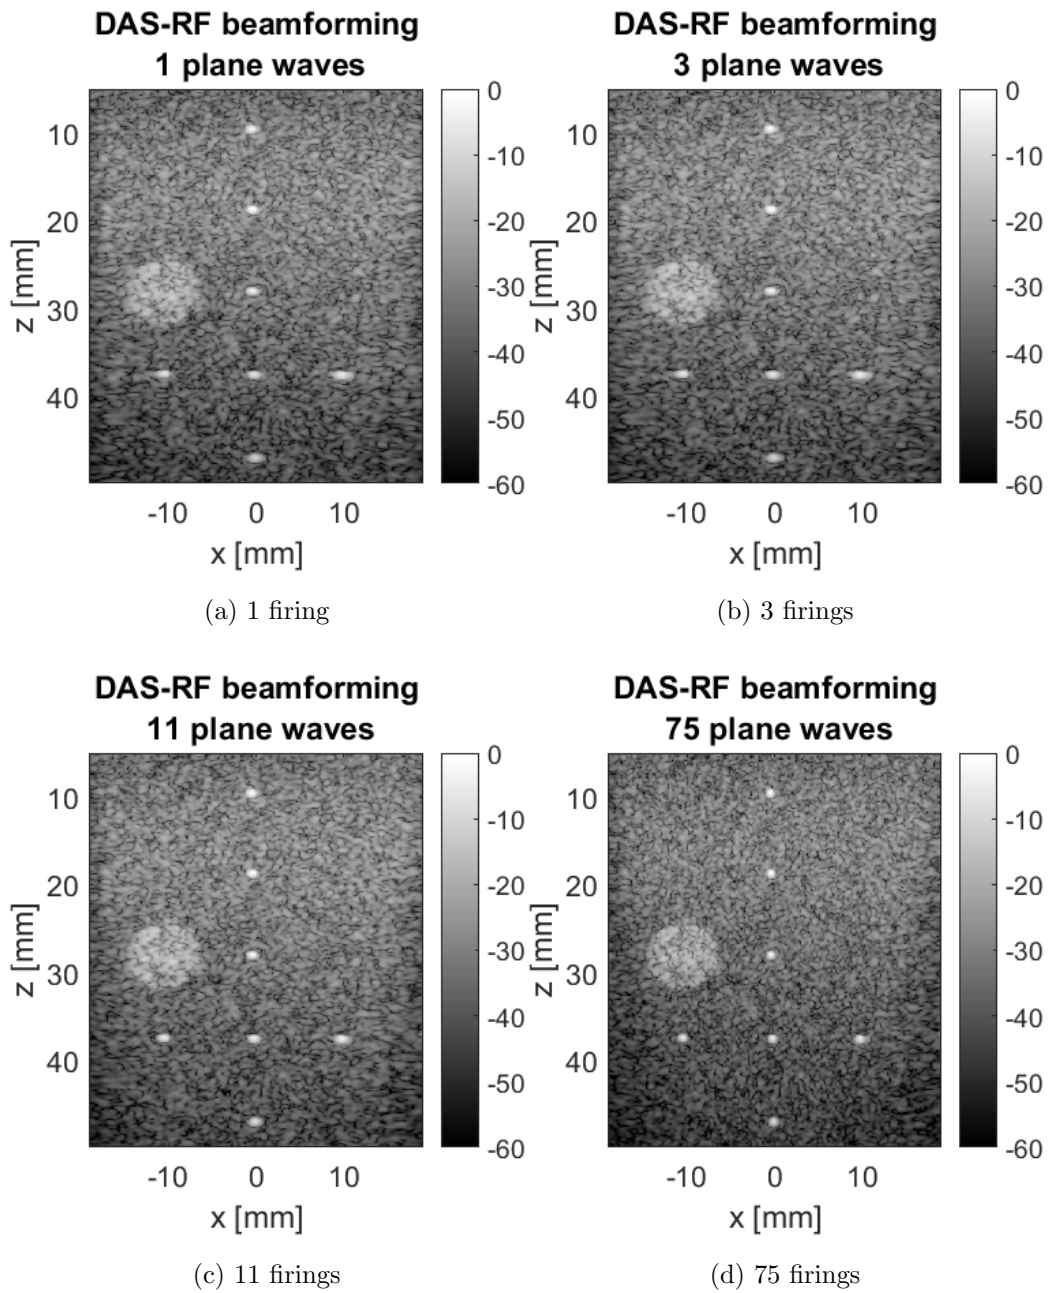 DAS-RF beamforming
1 plane waves
0
-10
-20
-30
-40
-50
-60
10
20
30
40
z [mm]
-10 0 10
x [mm]
(a) 1 firing
DAS-RF beamforming
3 plane waves
0
-10
-20
-30
-40
-50
-60
10
20
30
40
z [mm]
-10 0 10
x [mm]
(b) 3 firings
DAS-RF beamforming
11 plane waves
0
-10
-20
-30
-40
-50
-60
10
20
30
40
z [mm]
-10 0 10
x [mm]
(c) 11 firings
DAS-RF beamforming
75 plane waves
0
-10
-20
-30
-40
-50
-60
10
20
30
40
z [mm]
-10 0 10
x [mm]
(d) 75 firings